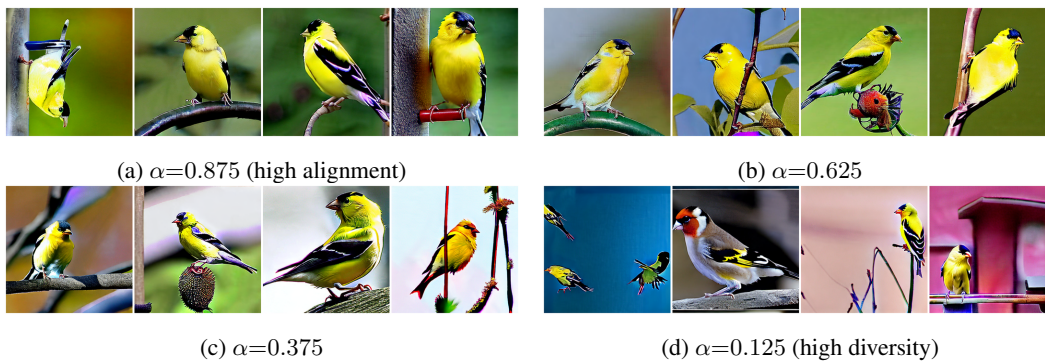 (a) α=0.875 (high alignment)
(b) α=0.625
(c) α=0.375
(d) α=0.125 (high diversity)